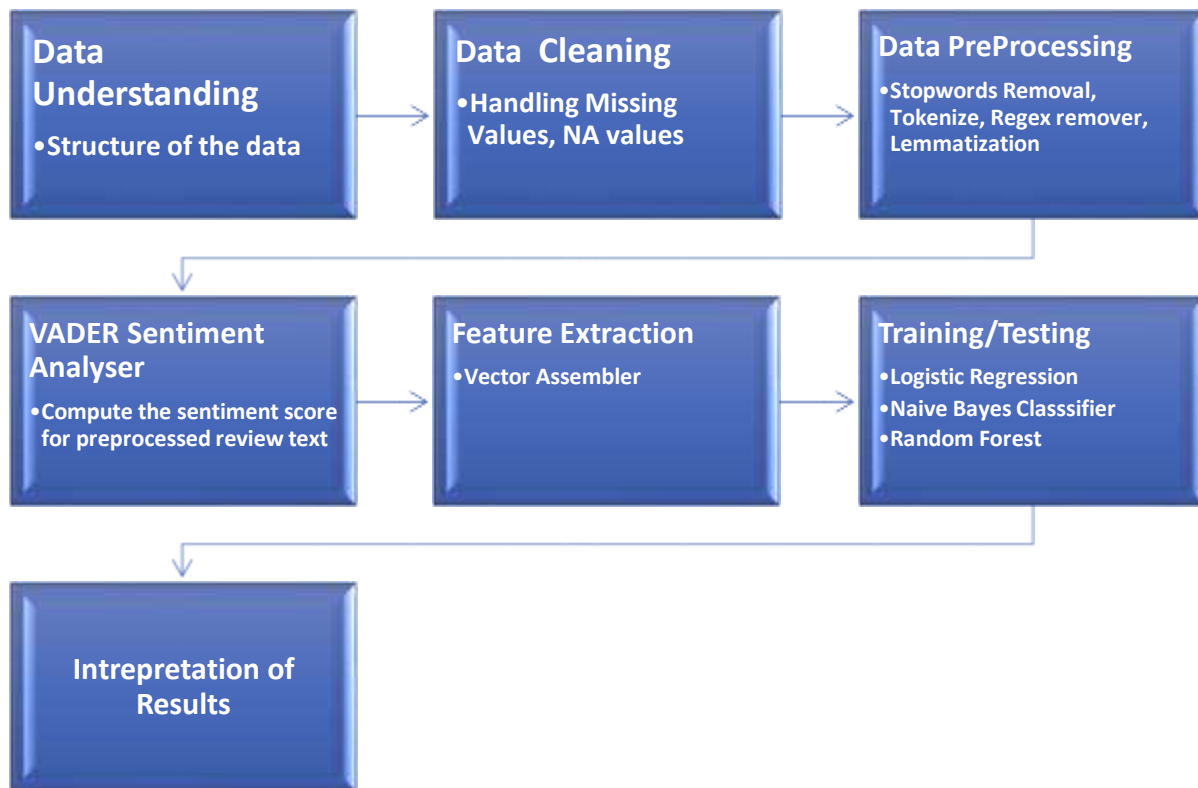 Data
Understanding
•Structure of the data
Data Cleaning
•Handling Missing
Values, NA values
Data PreProcessing
•Stopwords Removal,
Tokenize, Regex remover,
Lemmatization
VADER Sentiment
Analyser
•Compute the sentiment score
for preprocessed review text
Feature Extraction
•Vector Assembler
Training/Testing
•Logistic Regression
•Naive Bayes Classsifier
•Random Forest
Intrepretation of
Results